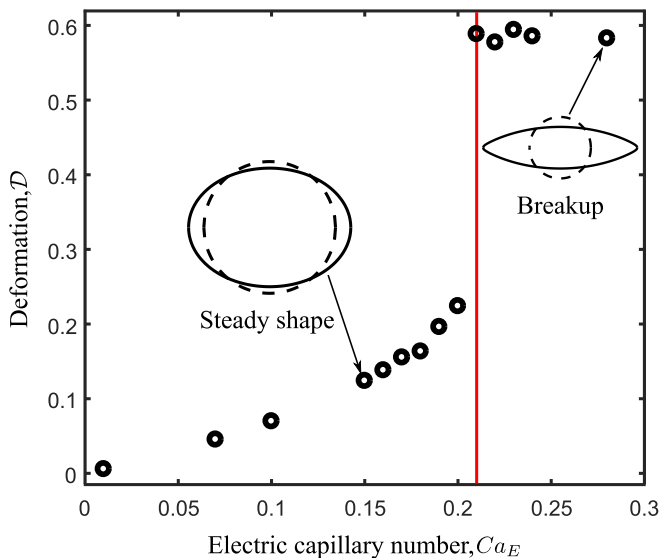 0.6
0.5
0.4
0.3
0.2
0.1
0
Deformation,𝒟
Breakup
Steady shape
0 0.05 0.1 0.15 0.2 0.25 0.3
Electric capillary number,Ca_E